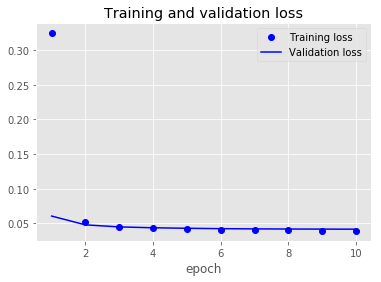 Training and validation loss
Training loss
Validation loss
0.30
0.25
0.20
0.15
0.10
0.05
2 4 6 8 10
epoch